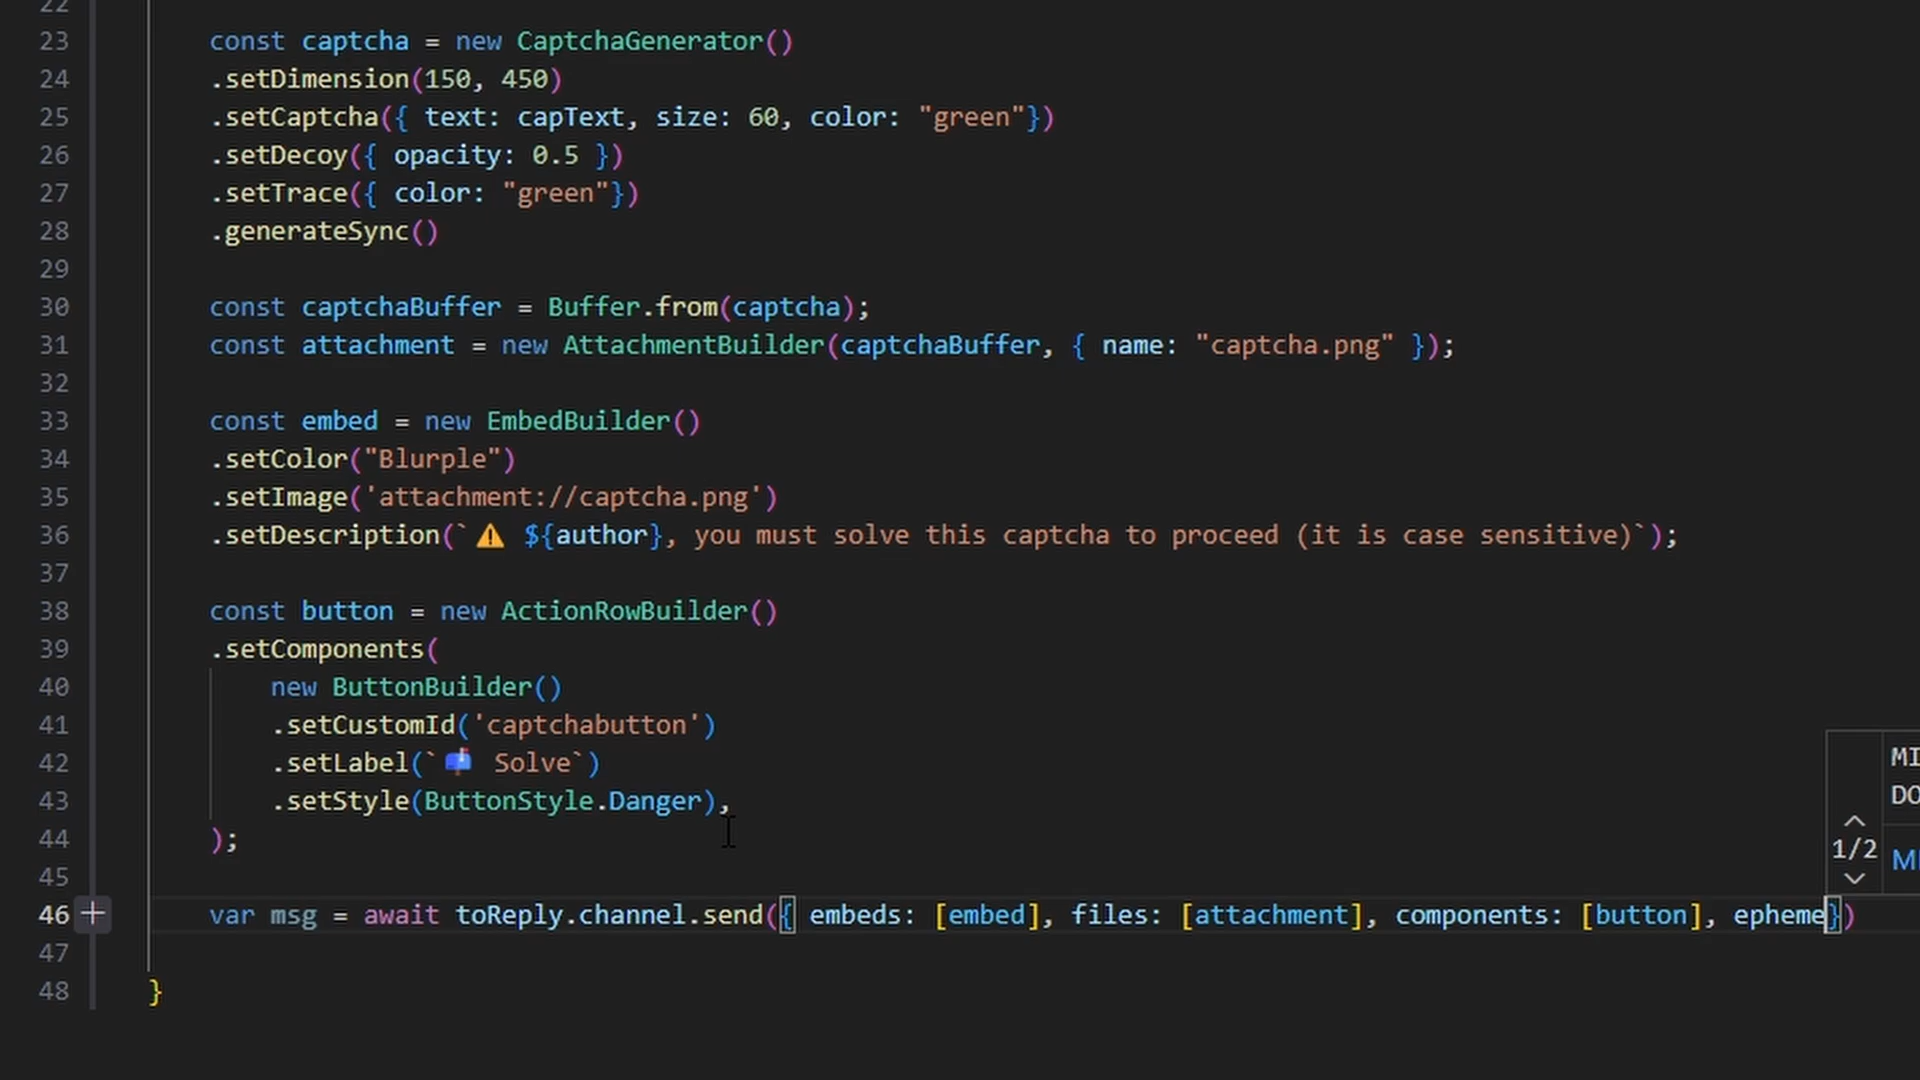 22
23 const captcha = new CaptchaGenerator()
24 .setDimension(150, 450)
25 .setCaptcha({ text: capText, size: 60, color: "green"})
26 .setDecoy({ opacity: 0.5 })
27 .setTrace({ color: "green"})
28 .generateSync()
29
30 const captchaBuffer = Buffer.from(captcha);
31 const attachment = new AttachmentBuilder(captchaBuffer, { name: "captcha.png" });
32
33 const embed = new EmbedBuilder()
34 .setColor("Blurple")
35 .setImage('attachment://captcha.png')
36 .setDescription(`⚠️ ${author}, you must solve this captcha to proceed (it is case sensitive)`);
37
38 const button = new ActionRowBuilder()
39 .setComponents(
40 new ButtonBuilder()
41 .setCustomId('captchabutton')
42 .setLabel(`📫 Solve`)
43 .setStyle(ButtonStyle.Danger),
44 );
45
46 var msg = await toReply.channel.send({ embeds: [embed], files: [attachment], components: [button], epheme})
47
48 }
MI
DO
1/2